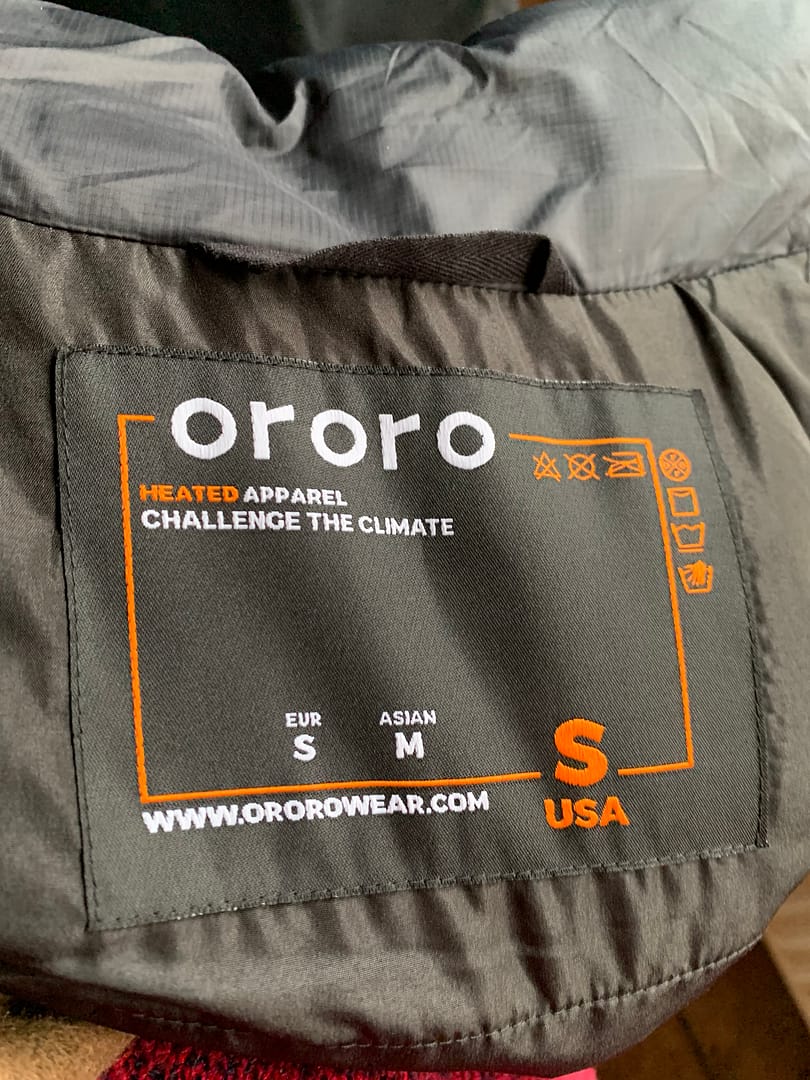 ororo
HEATED APPAREL
CHALLENGE THE CLIMATE
EUR ASIAN
S M S
WWW.OROROWEAR.COM USA